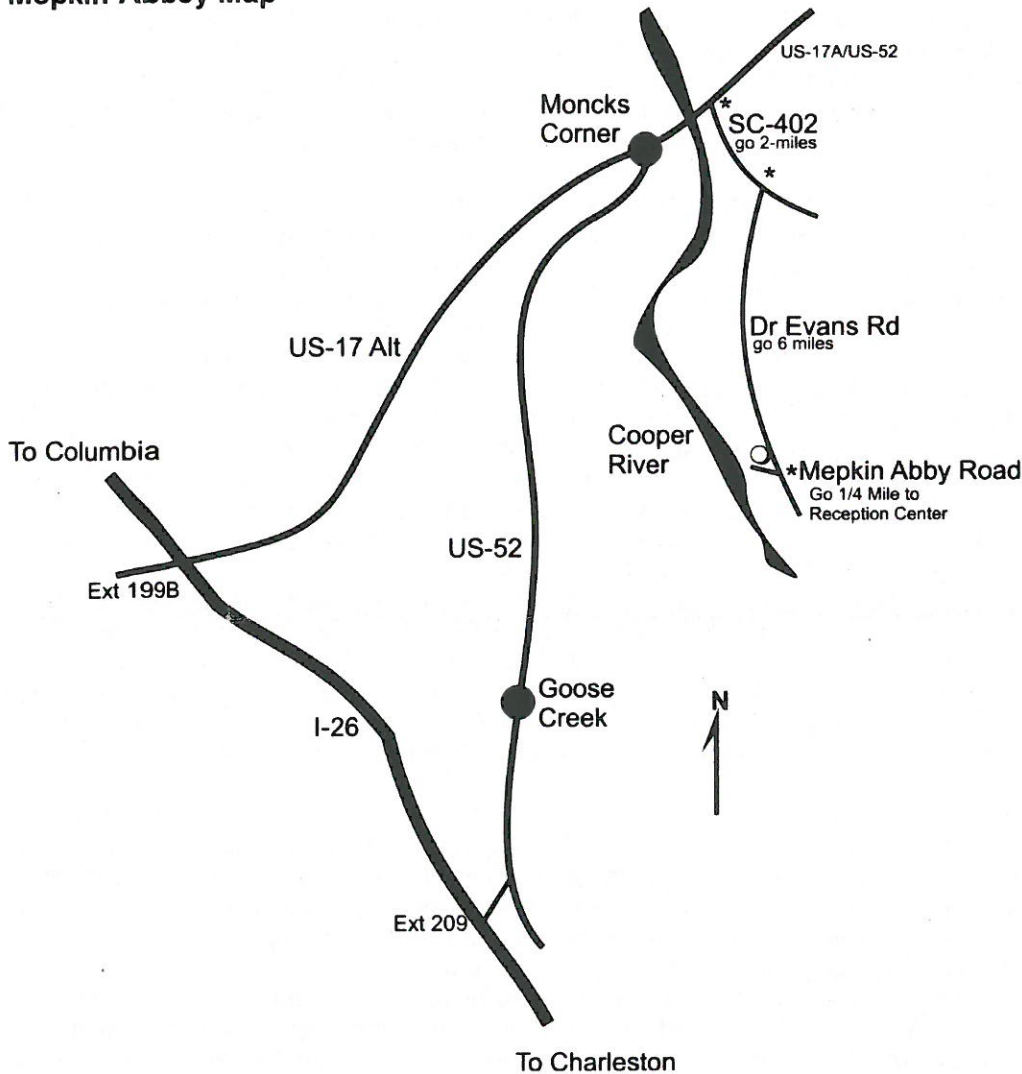 Mepkin Abbey Map
US-17A/US-52
Moncks
Corner
* SC-402
go 2-miles
*
US-17 Alt
Dr Evans Rd
go 6 miles
To Columbia
Cooper
River
*Mepkin Abby Road
Go 1/4 Mile to
Reception Center
US-52
Ext 199B
Goose
Creek
I-26
N
Ext 209
To Charleston